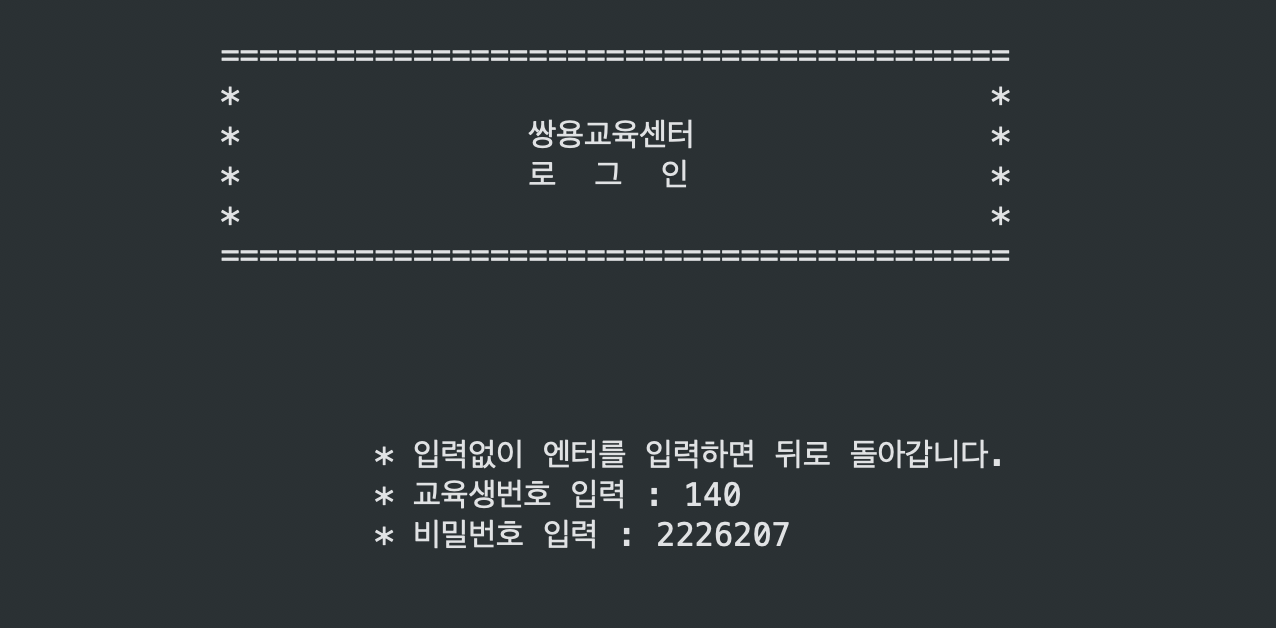 =========================================
* *
* 쌍용교육센터 *
* 로 그 인 *
* *
=========================================
* 입력없이 엔터를 입력하면 뒤로 돌아갑니다.
* 교육생번호 입력 : 140
* 비밀번호 입력 : 2226207